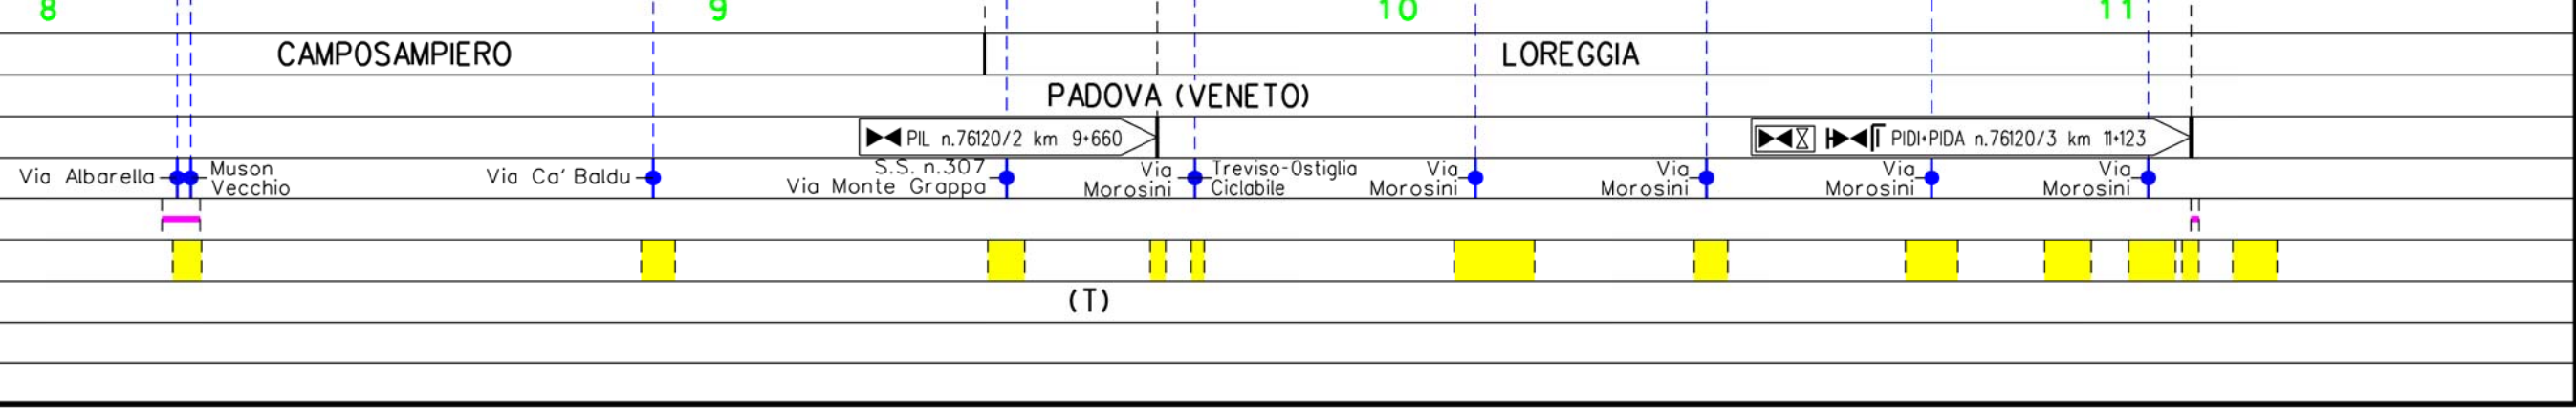 8 9 10 11
CAMPOSAMPIERO LOREGGIA
PADOVA (VENETO)
PIL n.76120/2 km 9+660 PIDI+PIDA n.76120/3 km 11+123
Via Albarella
Muson
Vecchio
Via Ca' Baldu
S.S. n.307
Via Monte Grappa
Via
Morosini
Treviso-Ostiglia
Ciclabile
Via
Morosini
Via
Morosini
Via
Morosini
Via
Morosini
(T)